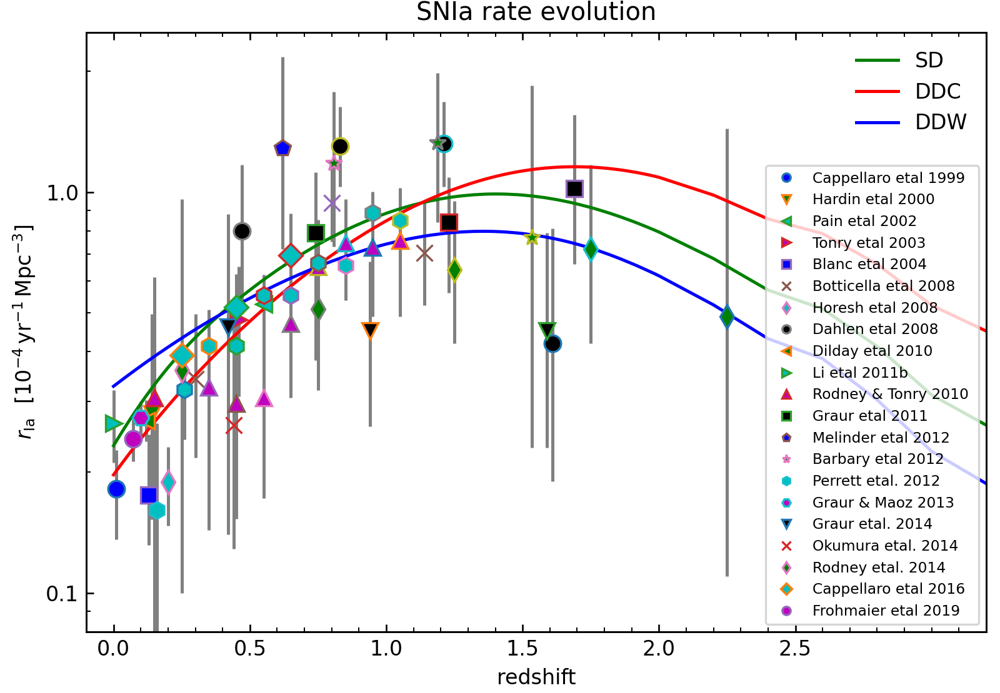 SNIa rate evolution
SD
DDC
DDW
Cappellaro etal 1999
Hardin etal 2000
Pain etal 2002
Tonry etal 2003
Blanc etal 2004
Botticella etal 2008
Horesh etal 2008
Dahlen etal 2008
Dilday etal 2010
Li etal 2011b
Rodney & Tonry 2010
Graur etal 2011
Melinder etal 2012
Barbary etal 2012
Perrett etal. 2012
Graur & Maoz 2013
Graur etal. 2014
Okumura etal. 2014
Rodney etal. 2014
Cappellaro etal 2016
Frohmaier etal 2019
1.0
0.1
r_Ia [10^−4 yr^−1 Mpc^−3]
0.0 0.5 1.0 1.5 2.0 2.5
redshift